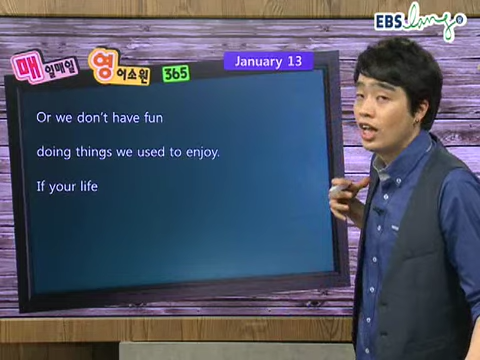 EBSlang
매일매일 영어소원 365
January 13
Or we don't have fun
doing things we used to enjoy.
If your life